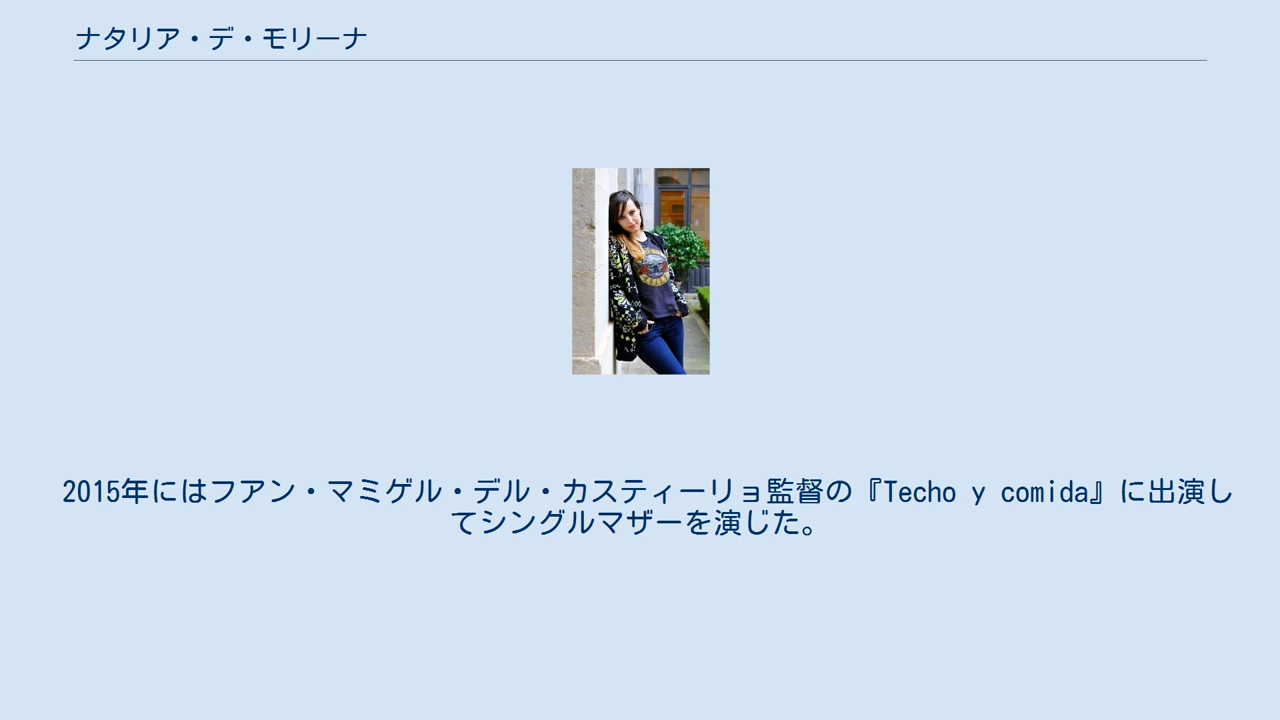 ナタリア・デ・モリーナ
2015年にはフアン・マミゲル・デル・カスティーリョ監督の『Techo y comida』に出演し
てシングルマザーを演じた。